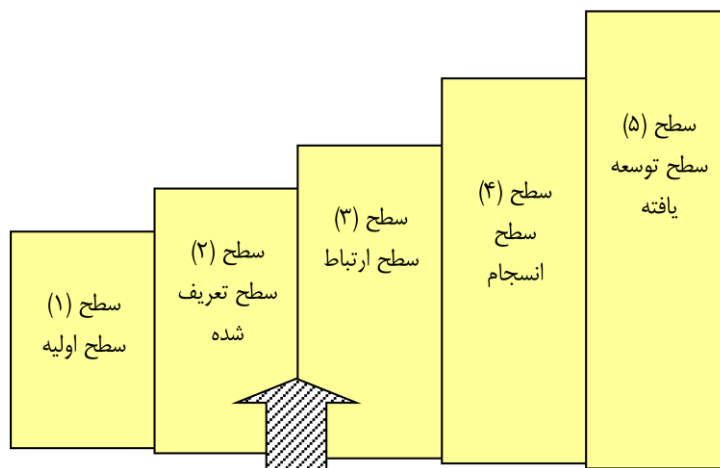 سطح (۱)
سطح اولیه
سطح (۲)
سطح تعریف
شده
سطح (۳)
سطح ارتباط
سطح (۴)
سطح
انسجام
سطح (۵)
سطح توسعه
یافته